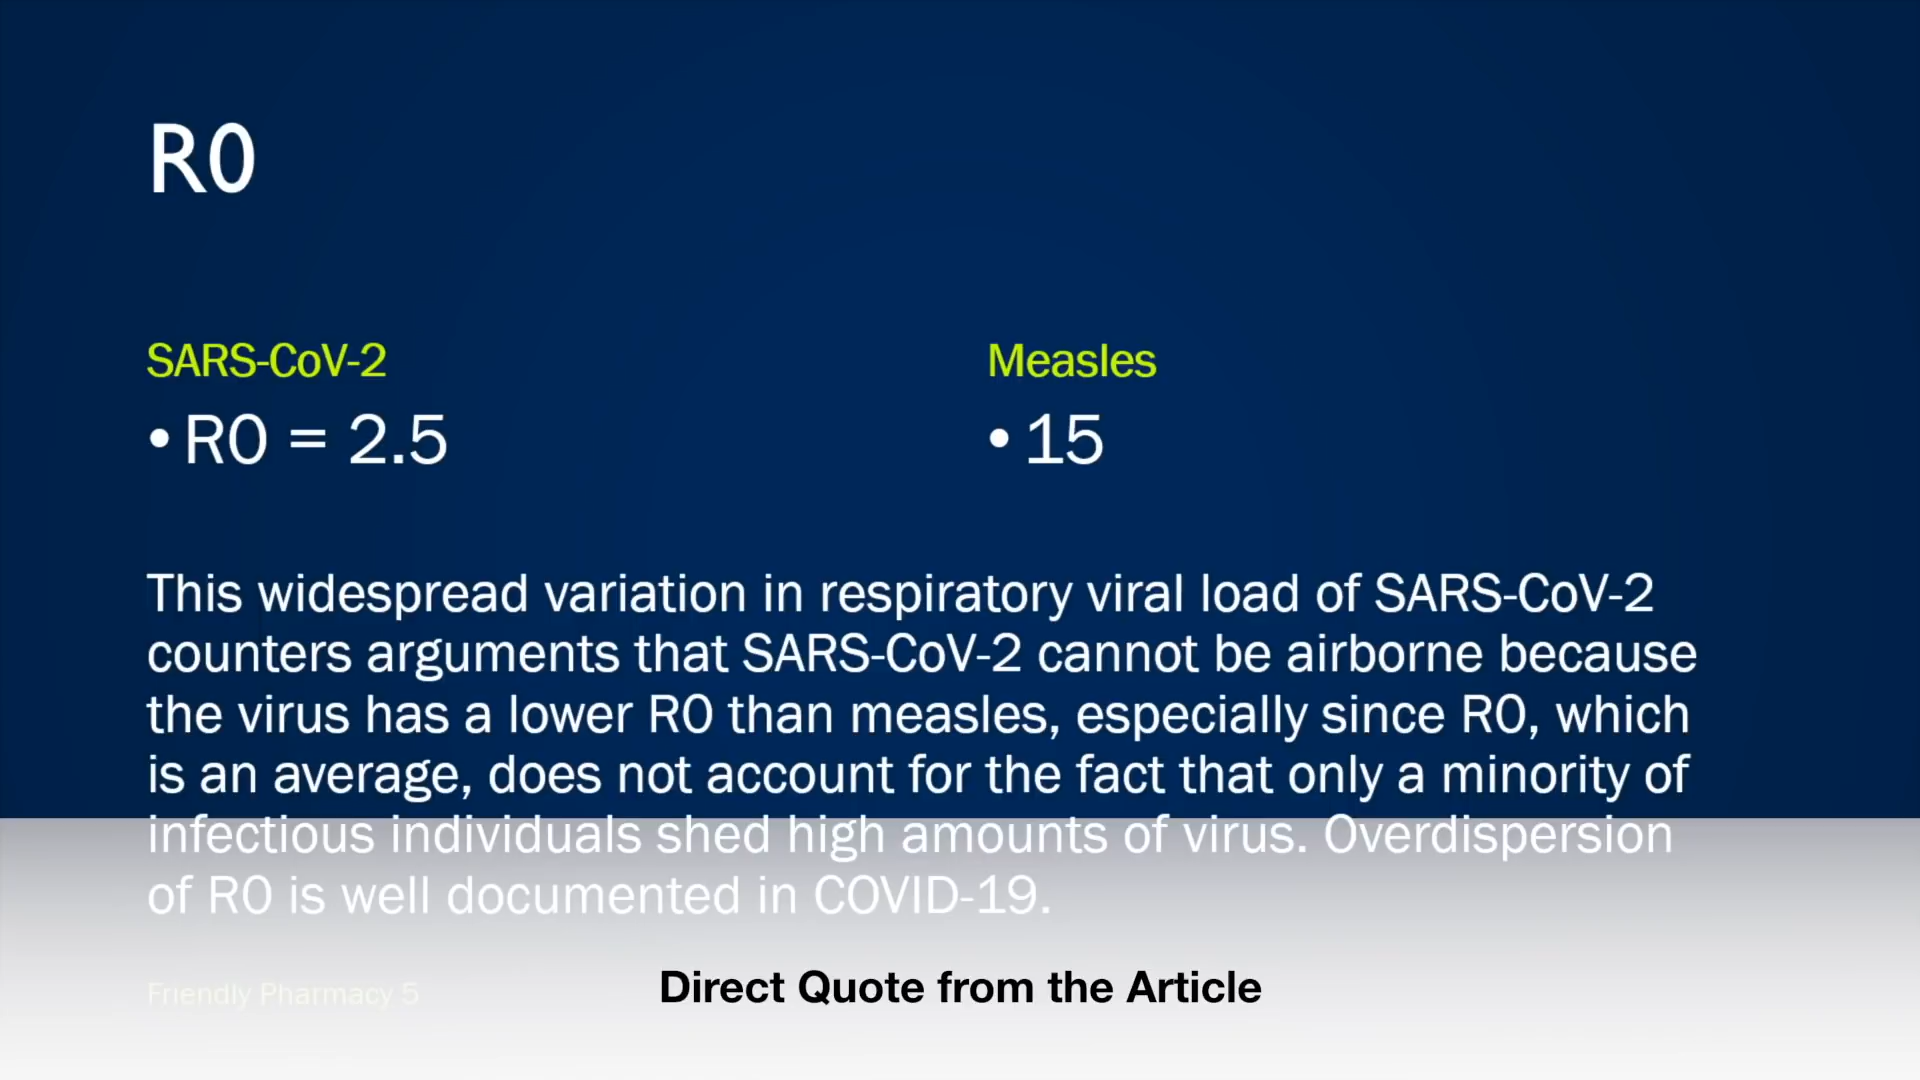 R0
SARS-CoV-2
• R0 = 2.5
Measles
• 15
This widespread variation in respiratory viral load of SARS-CoV-2
counters arguments that SARS-CoV-2 cannot be airborne because
the virus has a lower R0 than measles, especially since R0, which
is an average, does not account for the fact that only a minority of
infectious individuals shed high amounts of virus. Overdispersion
of R0 is well documented in COVID-19.
Friendly Pharmacy 5
Direct Quote from the Article